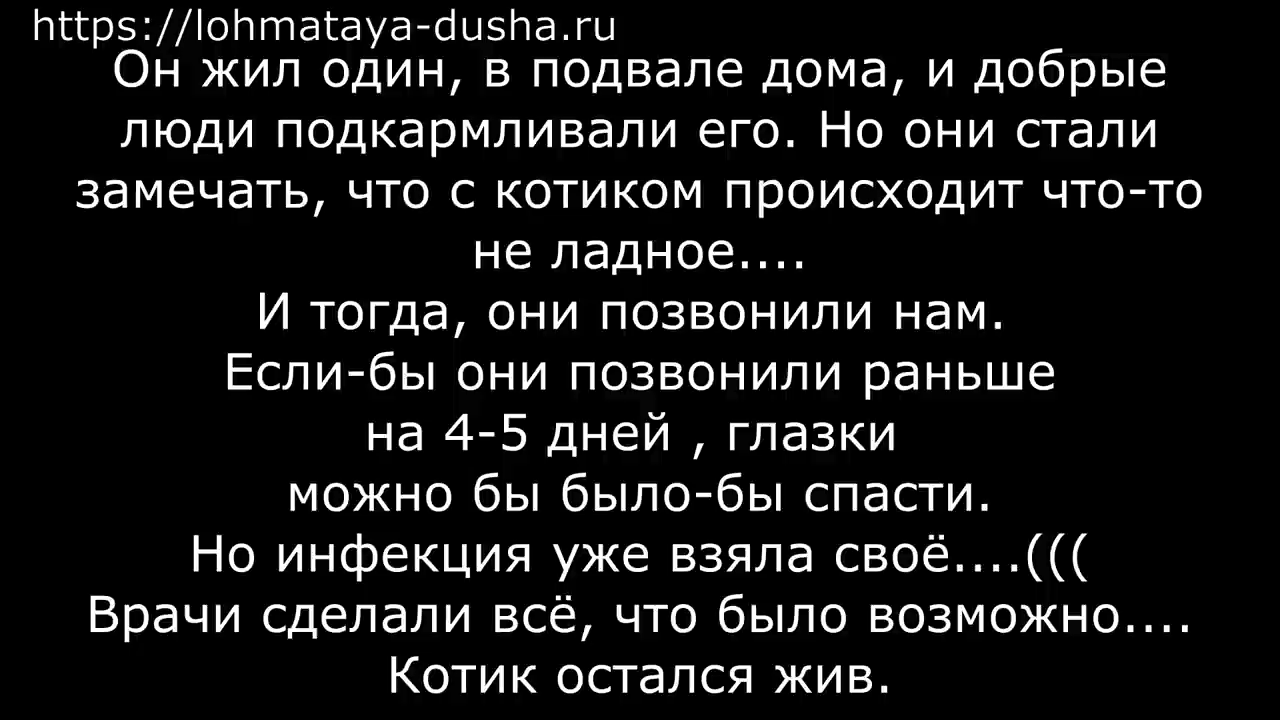 https://lohmataya-dusha.ru
Он жил один, в подвале дома, и добрые
люди подкармливали его. Но они стали
замечать, что с котиком происходит что-то
не ладное....
И тогда, они позвонили нам.
Если-бы они позвонили раньше
на 4-5 дней , глазки
можно бы было-бы спасти.
Но инфекция уже взяла своё....(((
Врачи сделали всё, что было возможно....
Котик остался жив.